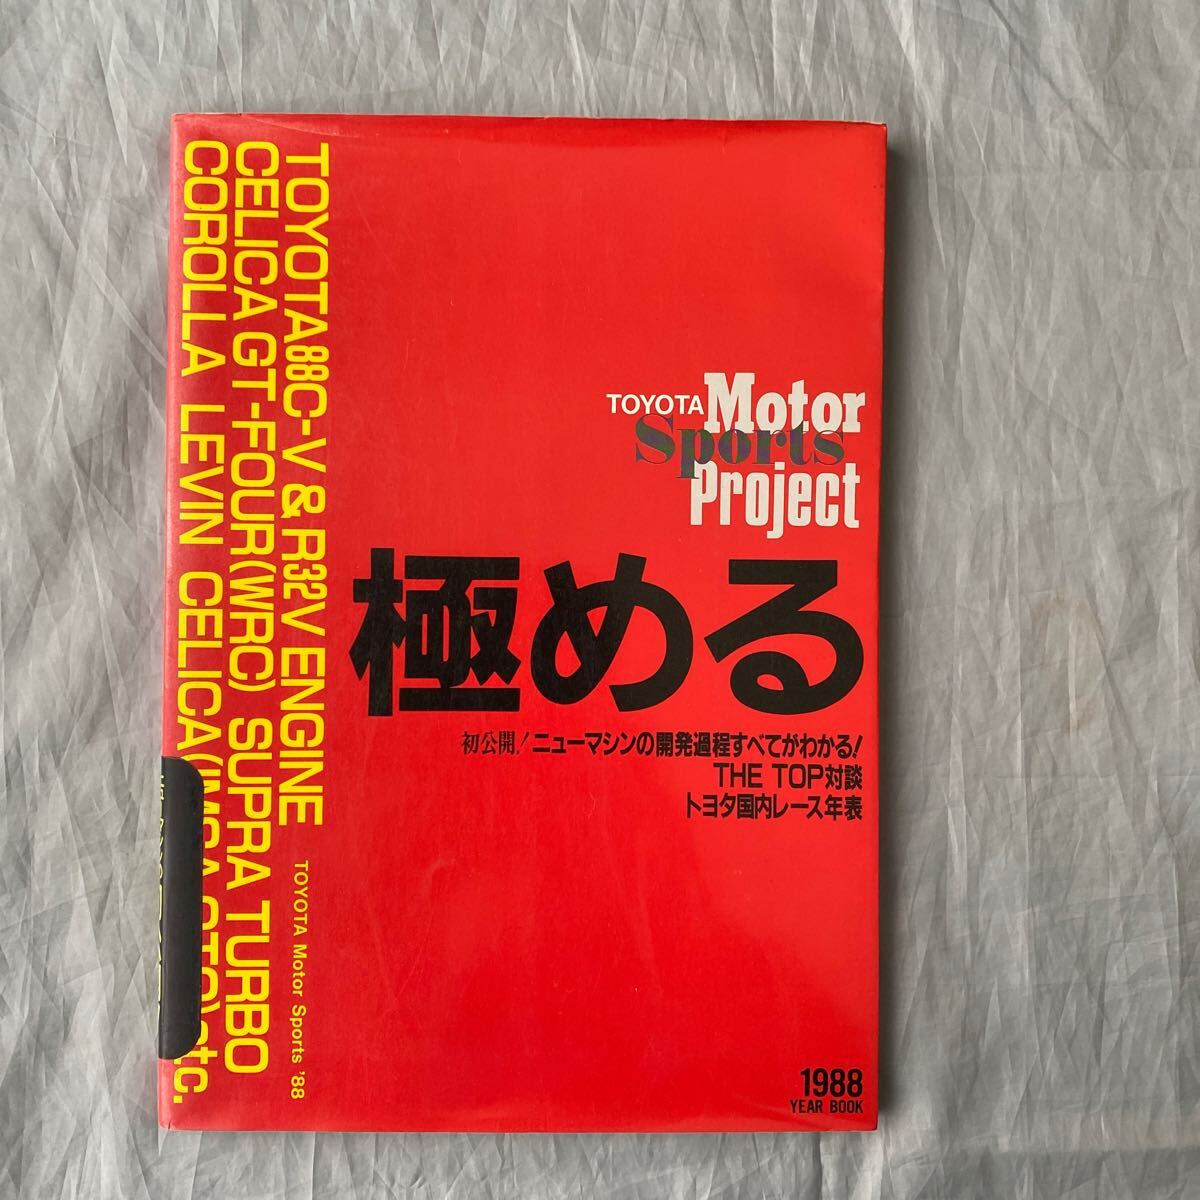 TOYOTA Motor
Sports
Project
極める
初公開!ニューマシンの開発過程すべてがわかる!
THE TOP対談
トヨタ国内レース年表
TOYOTA88C-V & R32V ENGINE
TOYOTA Motor Sports '88
CELICA GT-FOUR(WRC) SUPRA TURBO
COROLLA LEVIN CELICA(IMSA GTO)etc.
1988
YEAR BOOK